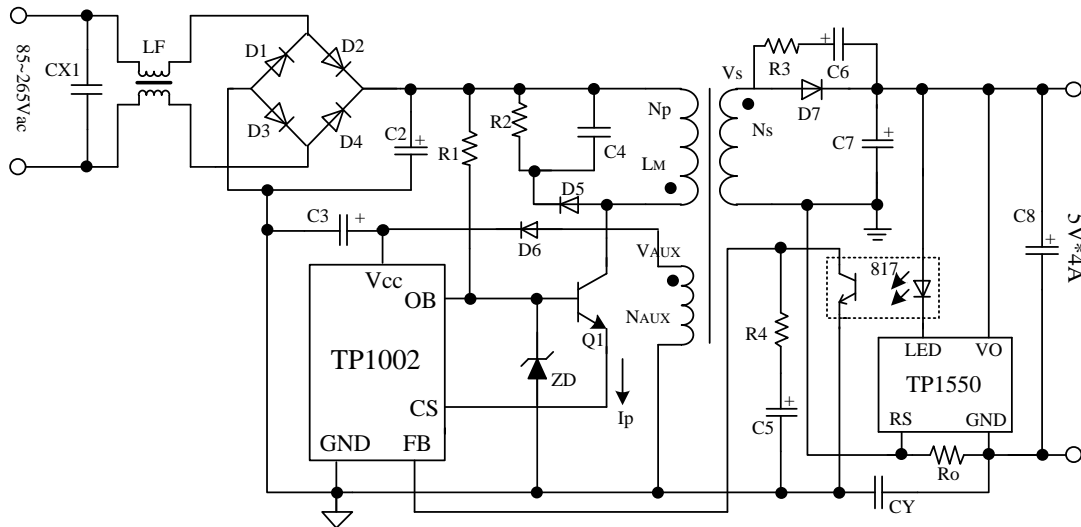 85~265Vac
CX1
LF
D1
D2
D3
D4
C2
R1
R2
C4
D5
Np
LM
Vs
Ns
R3
C6
D7
C7
C8
5V*4A
C3
D6
VAUX
NAUX
Vcc
OB
TP1002
CS
GND
FB
ZD
Q1
Ip
R4
C5
817
LED
VO
TP1550
RS
GND
Ro
CY